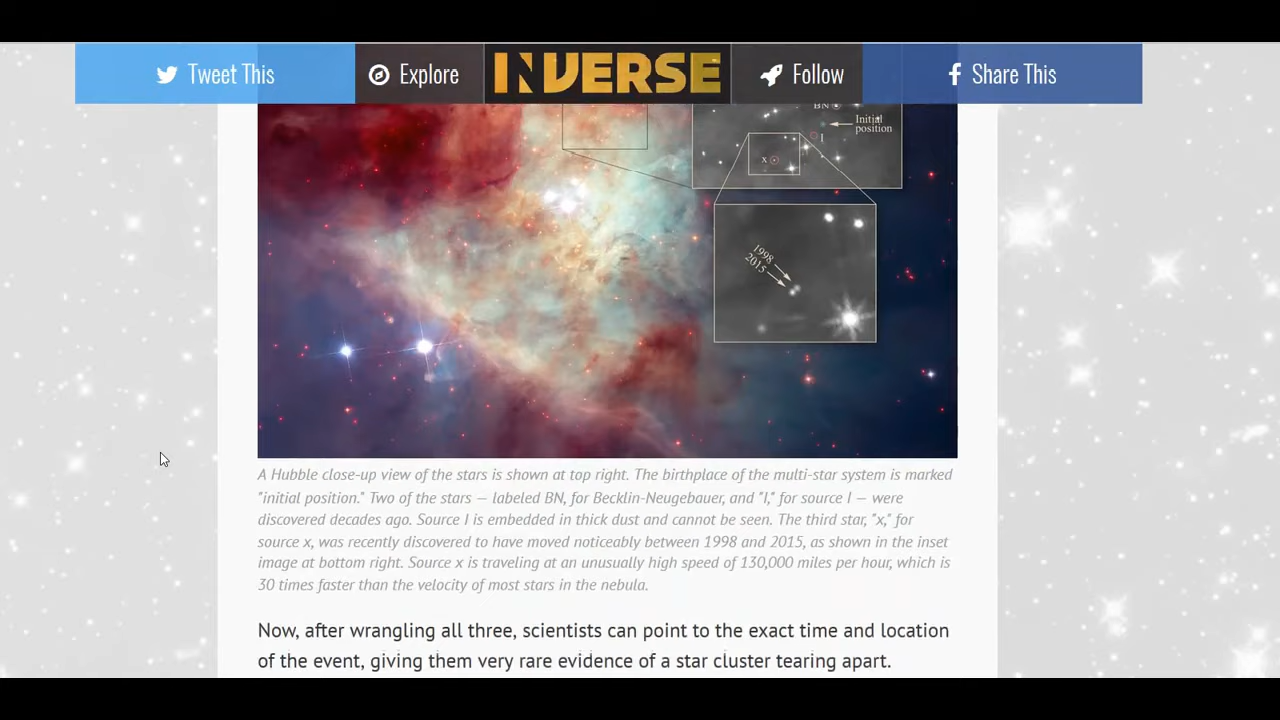 Tweet This
Explore
INVERSE
Follow
Share This
BN
Initial
position
I
x
1998
2015
A Hubble close-up view of the stars is shown at top right. The birthplace of the multi-star system is marked
"initial position." Two of the stars — labeled BN, for Becklin-Neugebauer, and "I," for source I — were
discovered decades ago. Source I is embedded in thick dust and cannot be seen. The third star, "x," for
source x, was recently discovered to have moved noticeably between 1998 and 2015, as shown in the inset
image at bottom right. Source x is traveling at an unusually high speed of 130,000 miles per hour, which is
30 times faster than the velocity of most stars in the nebula.
Now, after wrangling all three, scientists can point to the exact time and location
of the event, giving them very rare evidence of a star cluster tearing apart.